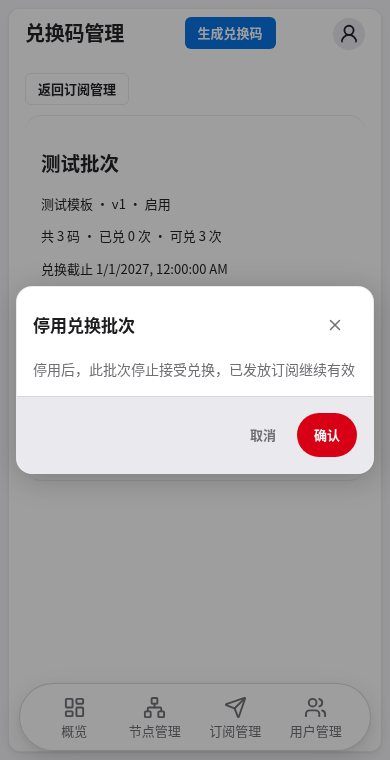 兑换码管理
生成兑换码
返回订阅管理
测试批次
测试模板 • v1 • 启用
共 3 码 • 已兑 0 次 • 可兑 3 次
兑换截止 1/1/2027, 12:00:00 AM
停用兑换批次
停用后，此批次停止接受兑换，已发放订阅继续有效
取消
确认
概览
节点管理
订阅管理
用户管理